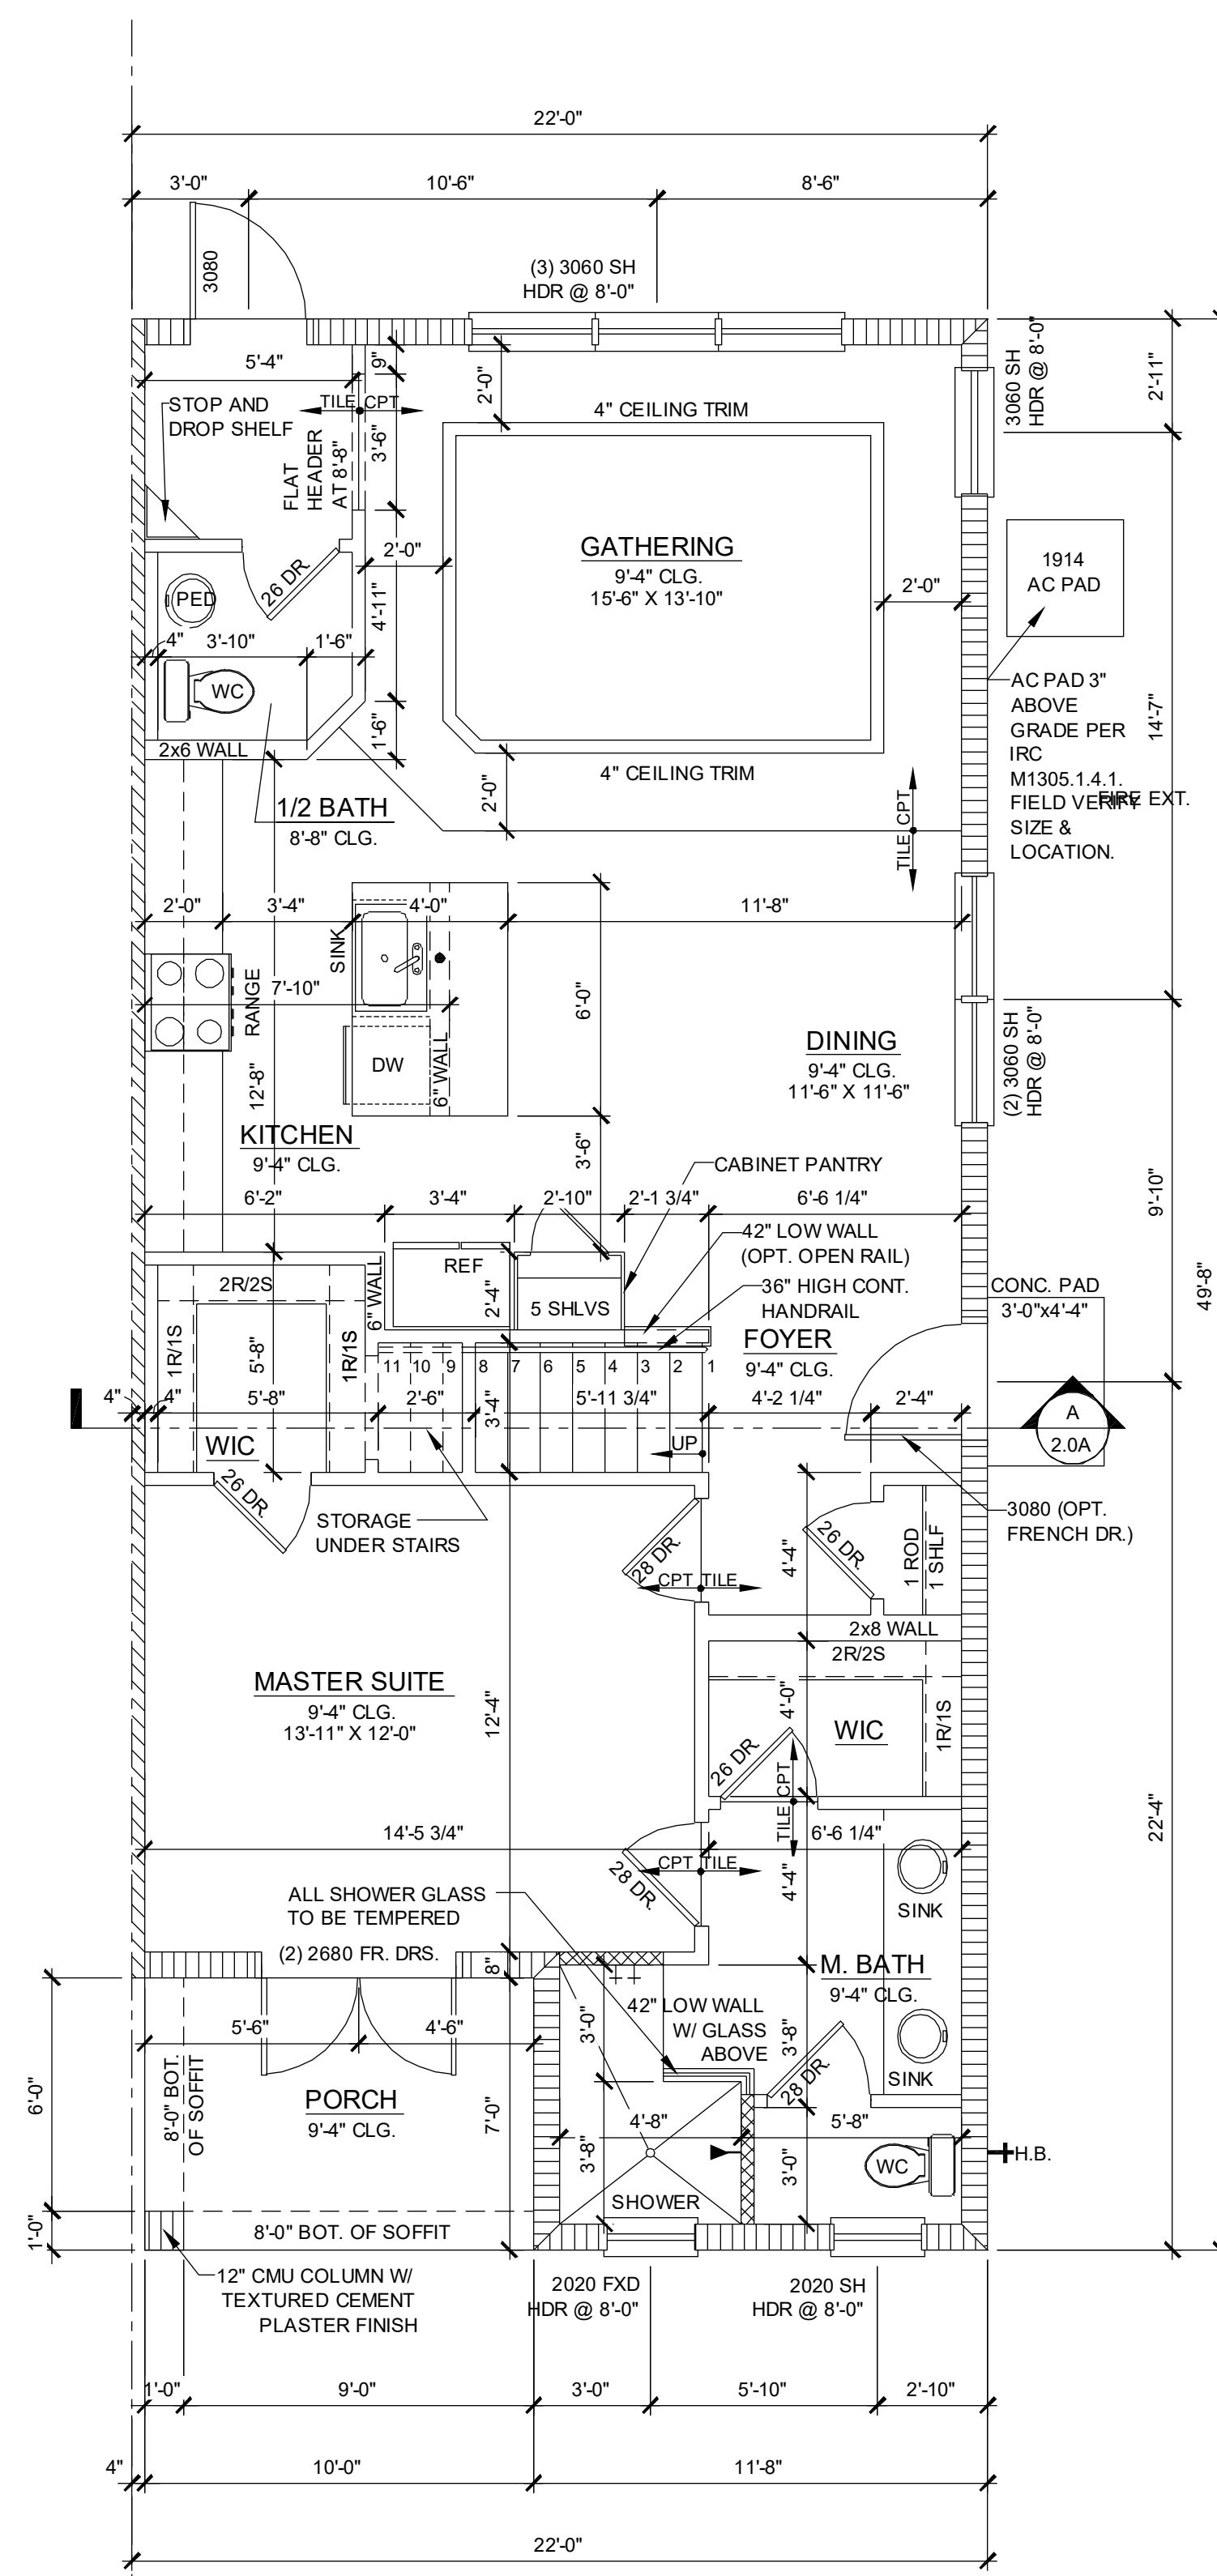 22'-0"
3'-0"
10'-6"
8'-6"
3080
(3) 3060 SH
HDR @ 8'-0"
5'-4"
9"
2'-0"
3060 SH
HDR @ 8'-0"
2'-11"
STOP AND
DROP SHELF
TILE
CPT
4" CEILING TRIM
FLAT
HEADER
AT 8'-8"
3'-6"
GATHERING
9'-4" CLG.
15'-6" X 13'-10"
2'-0"
2'-0"
1914
AC PAD
26 DR.
PED
4'-11"
4"
3'-10"
1'-6"
WC
AC PAD 3"
ABOVE
GRADE PER
IRC
M1305.1.4.1.
FIELD VERIFY
SIZE &
LOCATION.
FIRE EXT.
14'-7"
1'-6"
2x6 WALL
4" CEILING TRIM
2'-0"
1/2 BATH
8'-8" CLG.
CPT
TILE
2'-0"
3'-4"
4'-0"
11'-8"
SINK
RANGE
7'-10"
6'-0"
DW
6" WALL
12'-8"
DINING
9'-4" CLG.
11'-6" X 11'-6"
(2) 3060 SH
HDR @ 8'-0"
KITCHEN
9'-4" CLG.
3'-6"
CABINET PANTRY
9'-10"
6'-2"
3'-4"
2'-10"
2'-1 3/4"
6'-6 1/4"
42" LOW WALL
(OPT. OPEN RAIL)
REF
2R/2S
6" WALL
2'-4"
5 SHLVS
36" HIGH CONT.
HANDRAIL
CONC. PAD
3'-0"x4'-4"
49'-8"
1R/1S
5'-8"
1R/1S
FOYER
9'-4" CLG.
11
10
9
8
7
6
5
4
3
2
1
4"
4"
5'-8"
2'-6"
3'-4"
5'-11 3/4"
4'-2 1/4"
2'-4"
A
2.0A
WIC
UP
26 DR.
STORAGE
UNDER STAIRS
28 DR.
CPT
TILE
4'-4"
26 DR.
1 ROD
1 SHLF
3080 (OPT.
FRENCH DR.)
2x8 WALL
2R/2S
MASTER SUITE
9'-4" CLG.
13'-11" X 12'-0"
12'-4"
4'-0"
WIC
1R/1S
26 DR.
CPT
TILE
22'-4"
14'-5 3/4"
6'-6 1/4"
CPT
TILE
28 DR.
4'-4"
SINK
ALL SHOWER GLASS
TO BE TEMPERED
(2) 2680 FR. DRS.
8"
M. BATH
9'-4" CLG.
42" LOW WALL
W/ GLASS
ABOVE
3'-0"
3'-8"
5'-6"
4'-6"
6'-0"
8'-0" BOT.
OF SOFFIT
28 DR.
SINK
PORCH
9'-4" CLG.
7'-0"
4'-8"
5'-8"
3'-8"
3'-0"
WC
H.B.
SHOWER
1'-0"
8'-0" BOT. OF SOFFIT
12" CMU COLUMN W/
TEXTURED CEMENT
PLASTER FINISH
2020 FXD
HDR @ 8'-0"
2020 SH
HDR @ 8'-0"
1'-0"
9'-0"
3'-0"
5'-10"
2'-10"
4"
10'-0"
11'-8"
22'-0"